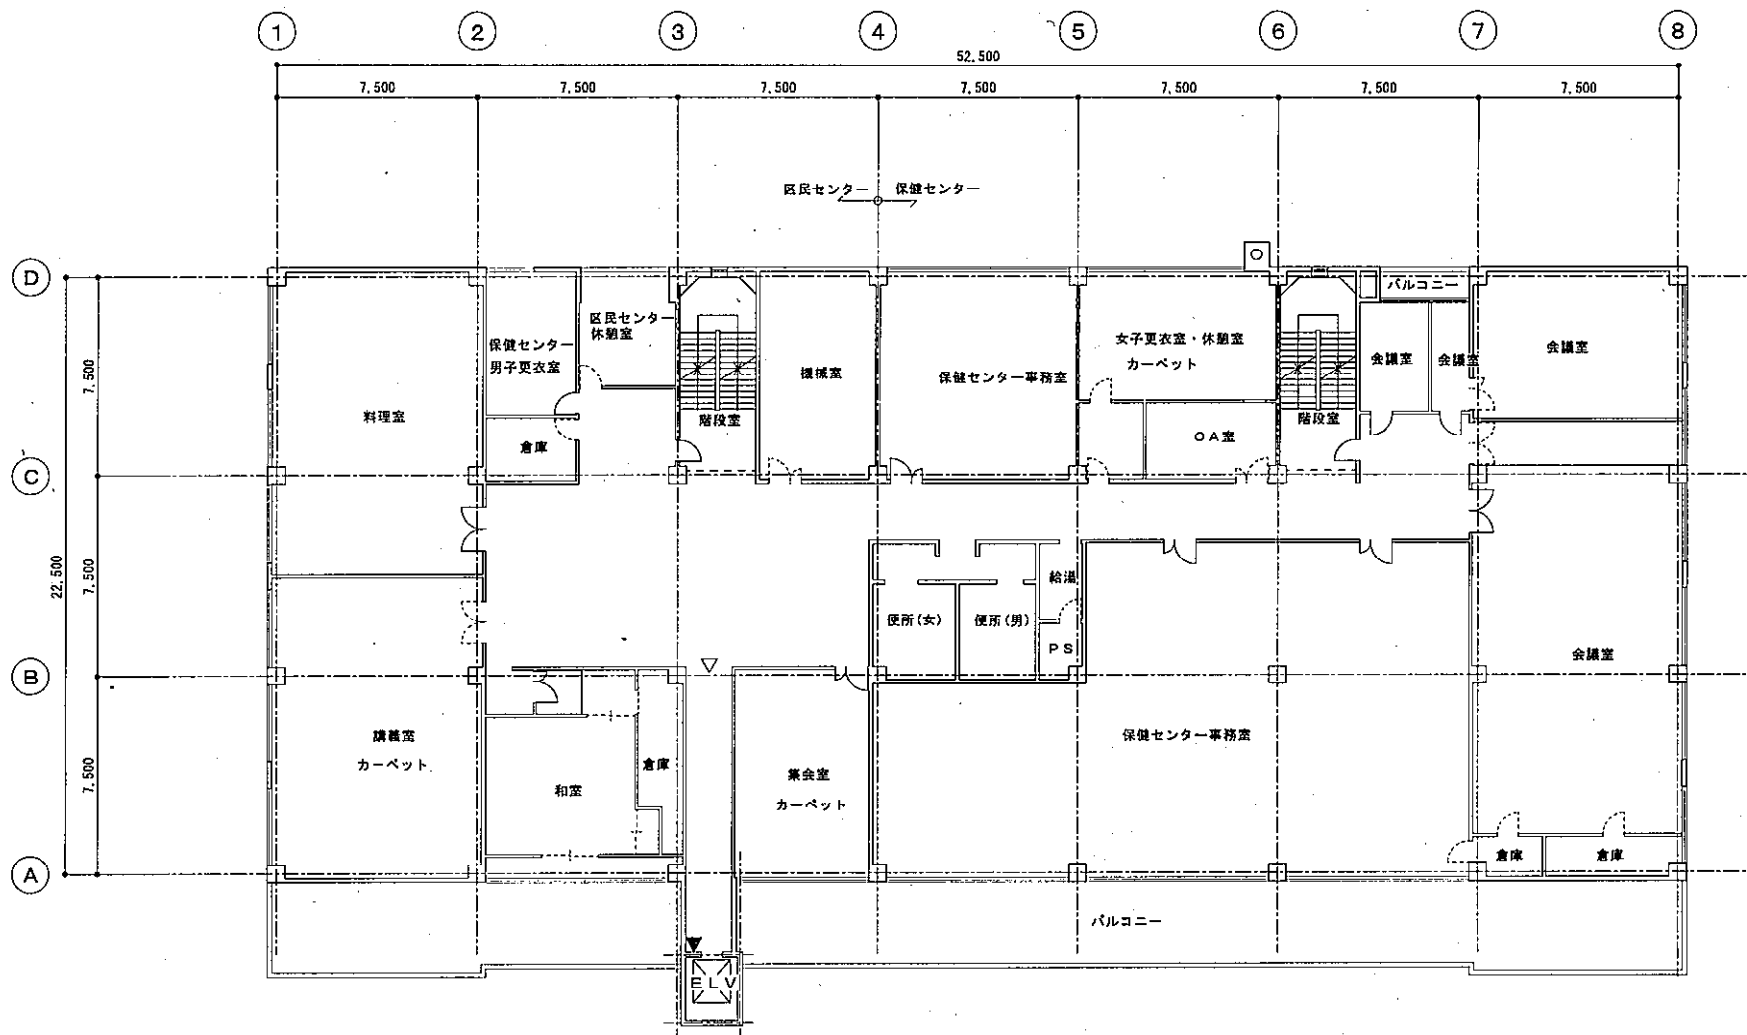 1 2 3 4 5 6 7 8
52,500
7,500 7,500 7,500 7,500 7,500 7,500 7,500
区民センター 保健センター
D
C
B
A
22,500
7,500
7,500
7,500
バルコニー
区民センター
休憩室
保健センター
男子更衣室
女子更衣室・休憩室
カーペット
会議室
会議室
会議室
機械室
保健センター事務室
料理室
階段室
階段室
倉庫
OA室
給湯
便所(女)
便所(男)
PS
会議室
講義室
カーペット
保健センター事務室
倉庫
和室
集会室
カーペット
倉庫
倉庫
バルコニー
ELV